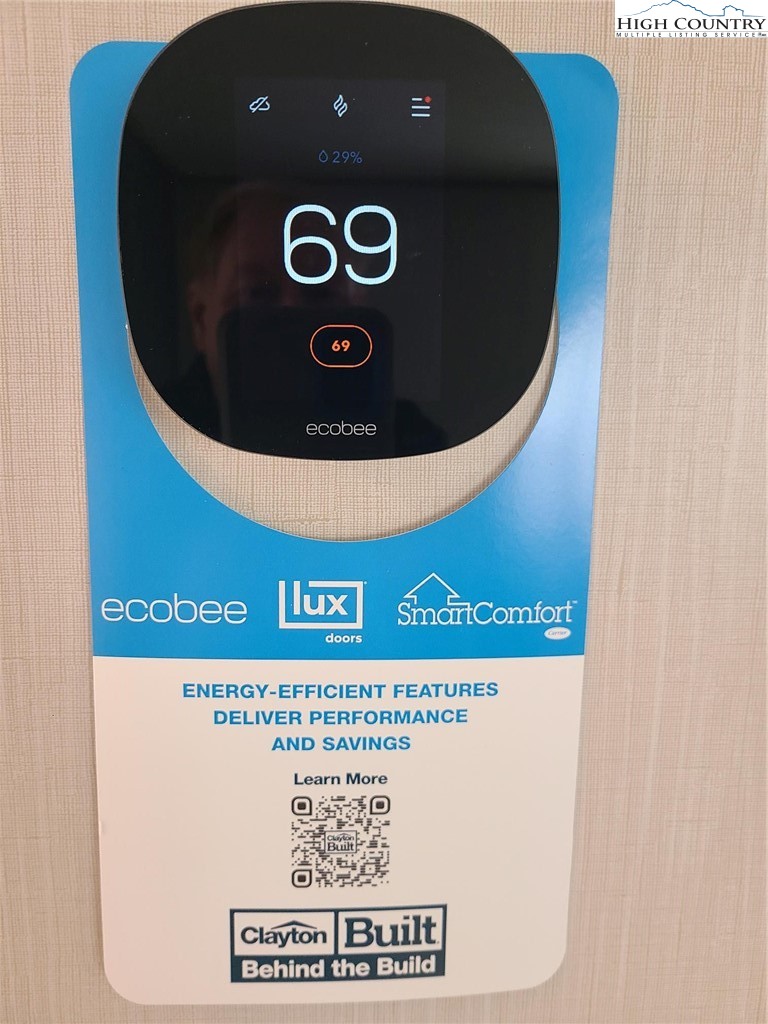 HIGH COUNTRY
MULTIPLE LISTING SERVICE
29%
69
69
ecobee
ecobee
lux
doors
SmartComfort
Carrier
ENERGY-EFFICIENT FEATURES
DELIVER PERFORMANCE
AND SAVINGS
Learn More
Clayton
Built
Clayton Built
Behind the Build